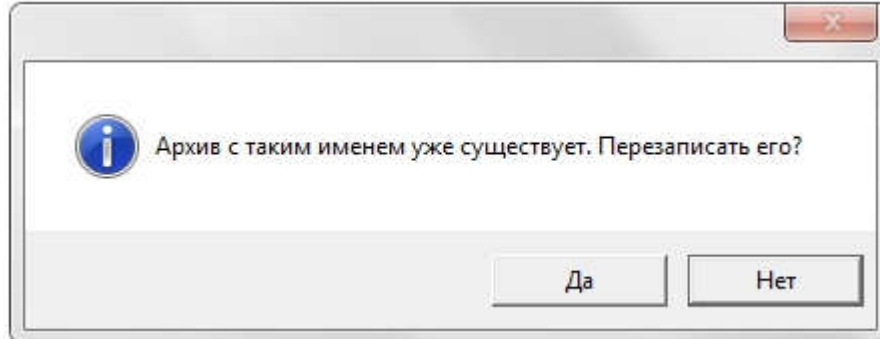 Архив с таким именем уже существует. Перезаписать его?
Да
Нет